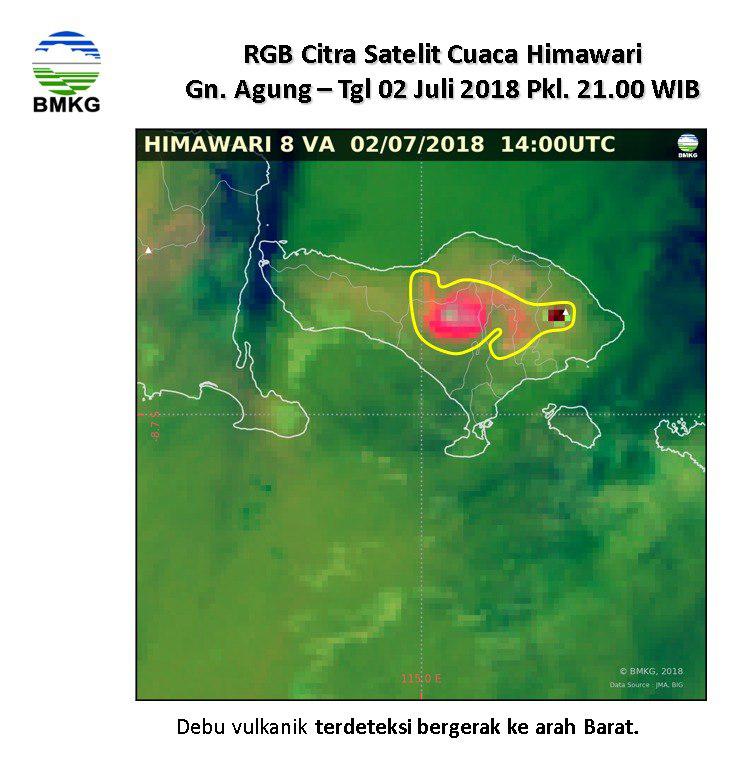 BMKG
RGB Citra Satelit Cuaca Himawari
Gn. Agung – Tgl 02 Juli 2018 Pkl. 21.00 WIB
HIMAWARI 8 VA 02/07/2018 14:00UTC
BMKG
-8.7 S
115.0 E
© BMKG, 2018
Data Source : JMA, BIG
Debu vulkanik terdeteksi bergerak ke arah Barat.